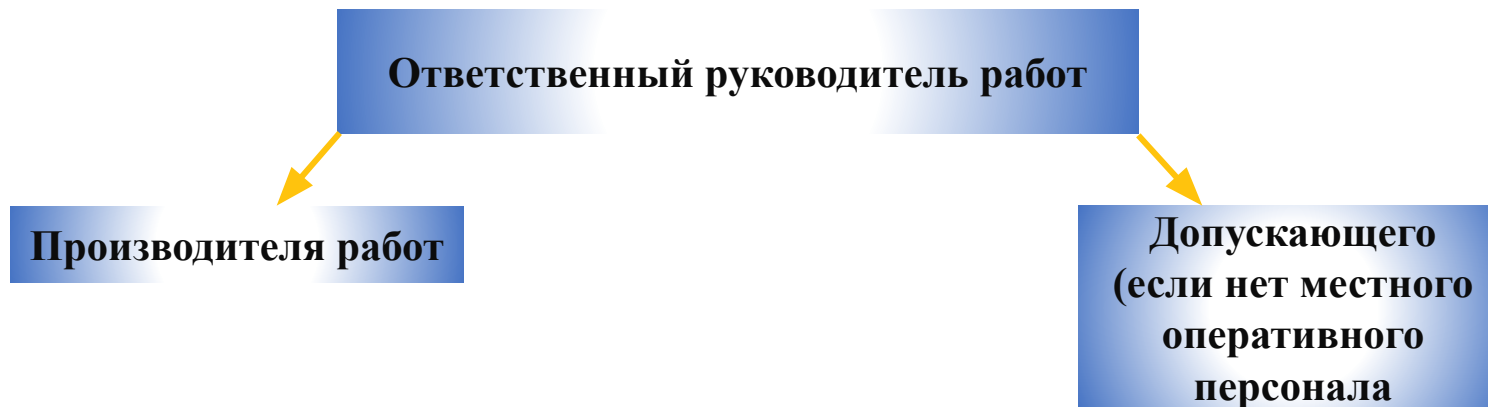 Ответственный руководитель работ
Производителя работ
Допускающего
(если нет местного
оперативного
персонала